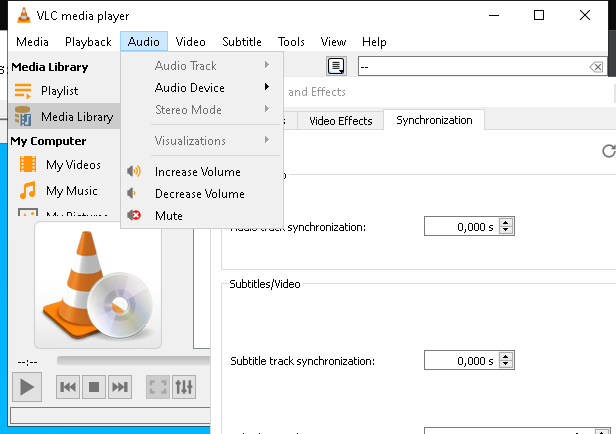 VLC media player
Media Playback Audio Video Subtitle Tools View Help
Media Library
Playlist
Media Library
My Computer
My Videos
My Music
My Pictures
Audio Track
Audio Device
Stereo Mode
Visualizations
Increase Volume
Decrease Volume
Mute
--
and Effects
Video Effects
Synchronization
Audio track synchronization:
0,000 s
Subtitles/Video
Subtitle track synchronization:
0,000 s
--:--